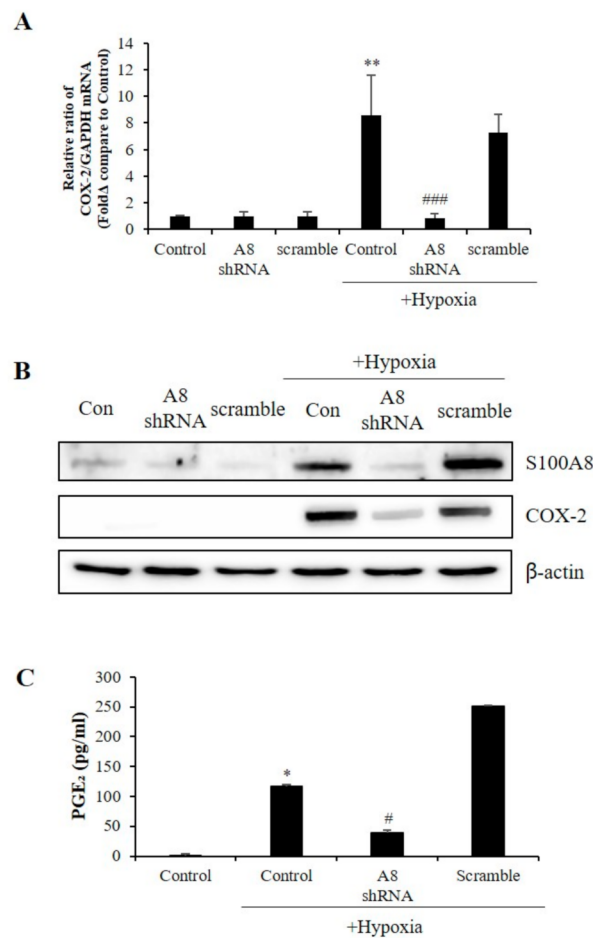 A
Relative ratio of
COX-2/GAPDH mRNA
(FoldΔ compare to Control)
14
12
10
8
6
4
2
0
**
###
Control
A8
shRNA
scramble
Control
A8
shRNA
scramble
+Hypoxia
B
+Hypoxia
Con
A8
shRNA
scramble
Con
A8
shRNA
scramble
S100A8
COX-2
β-actin
C
PGE₂ (pg/ml)
300
250
200
150
100
50
0
*
#
Control
Control
A8
shRNA
Scramble
+Hypoxia